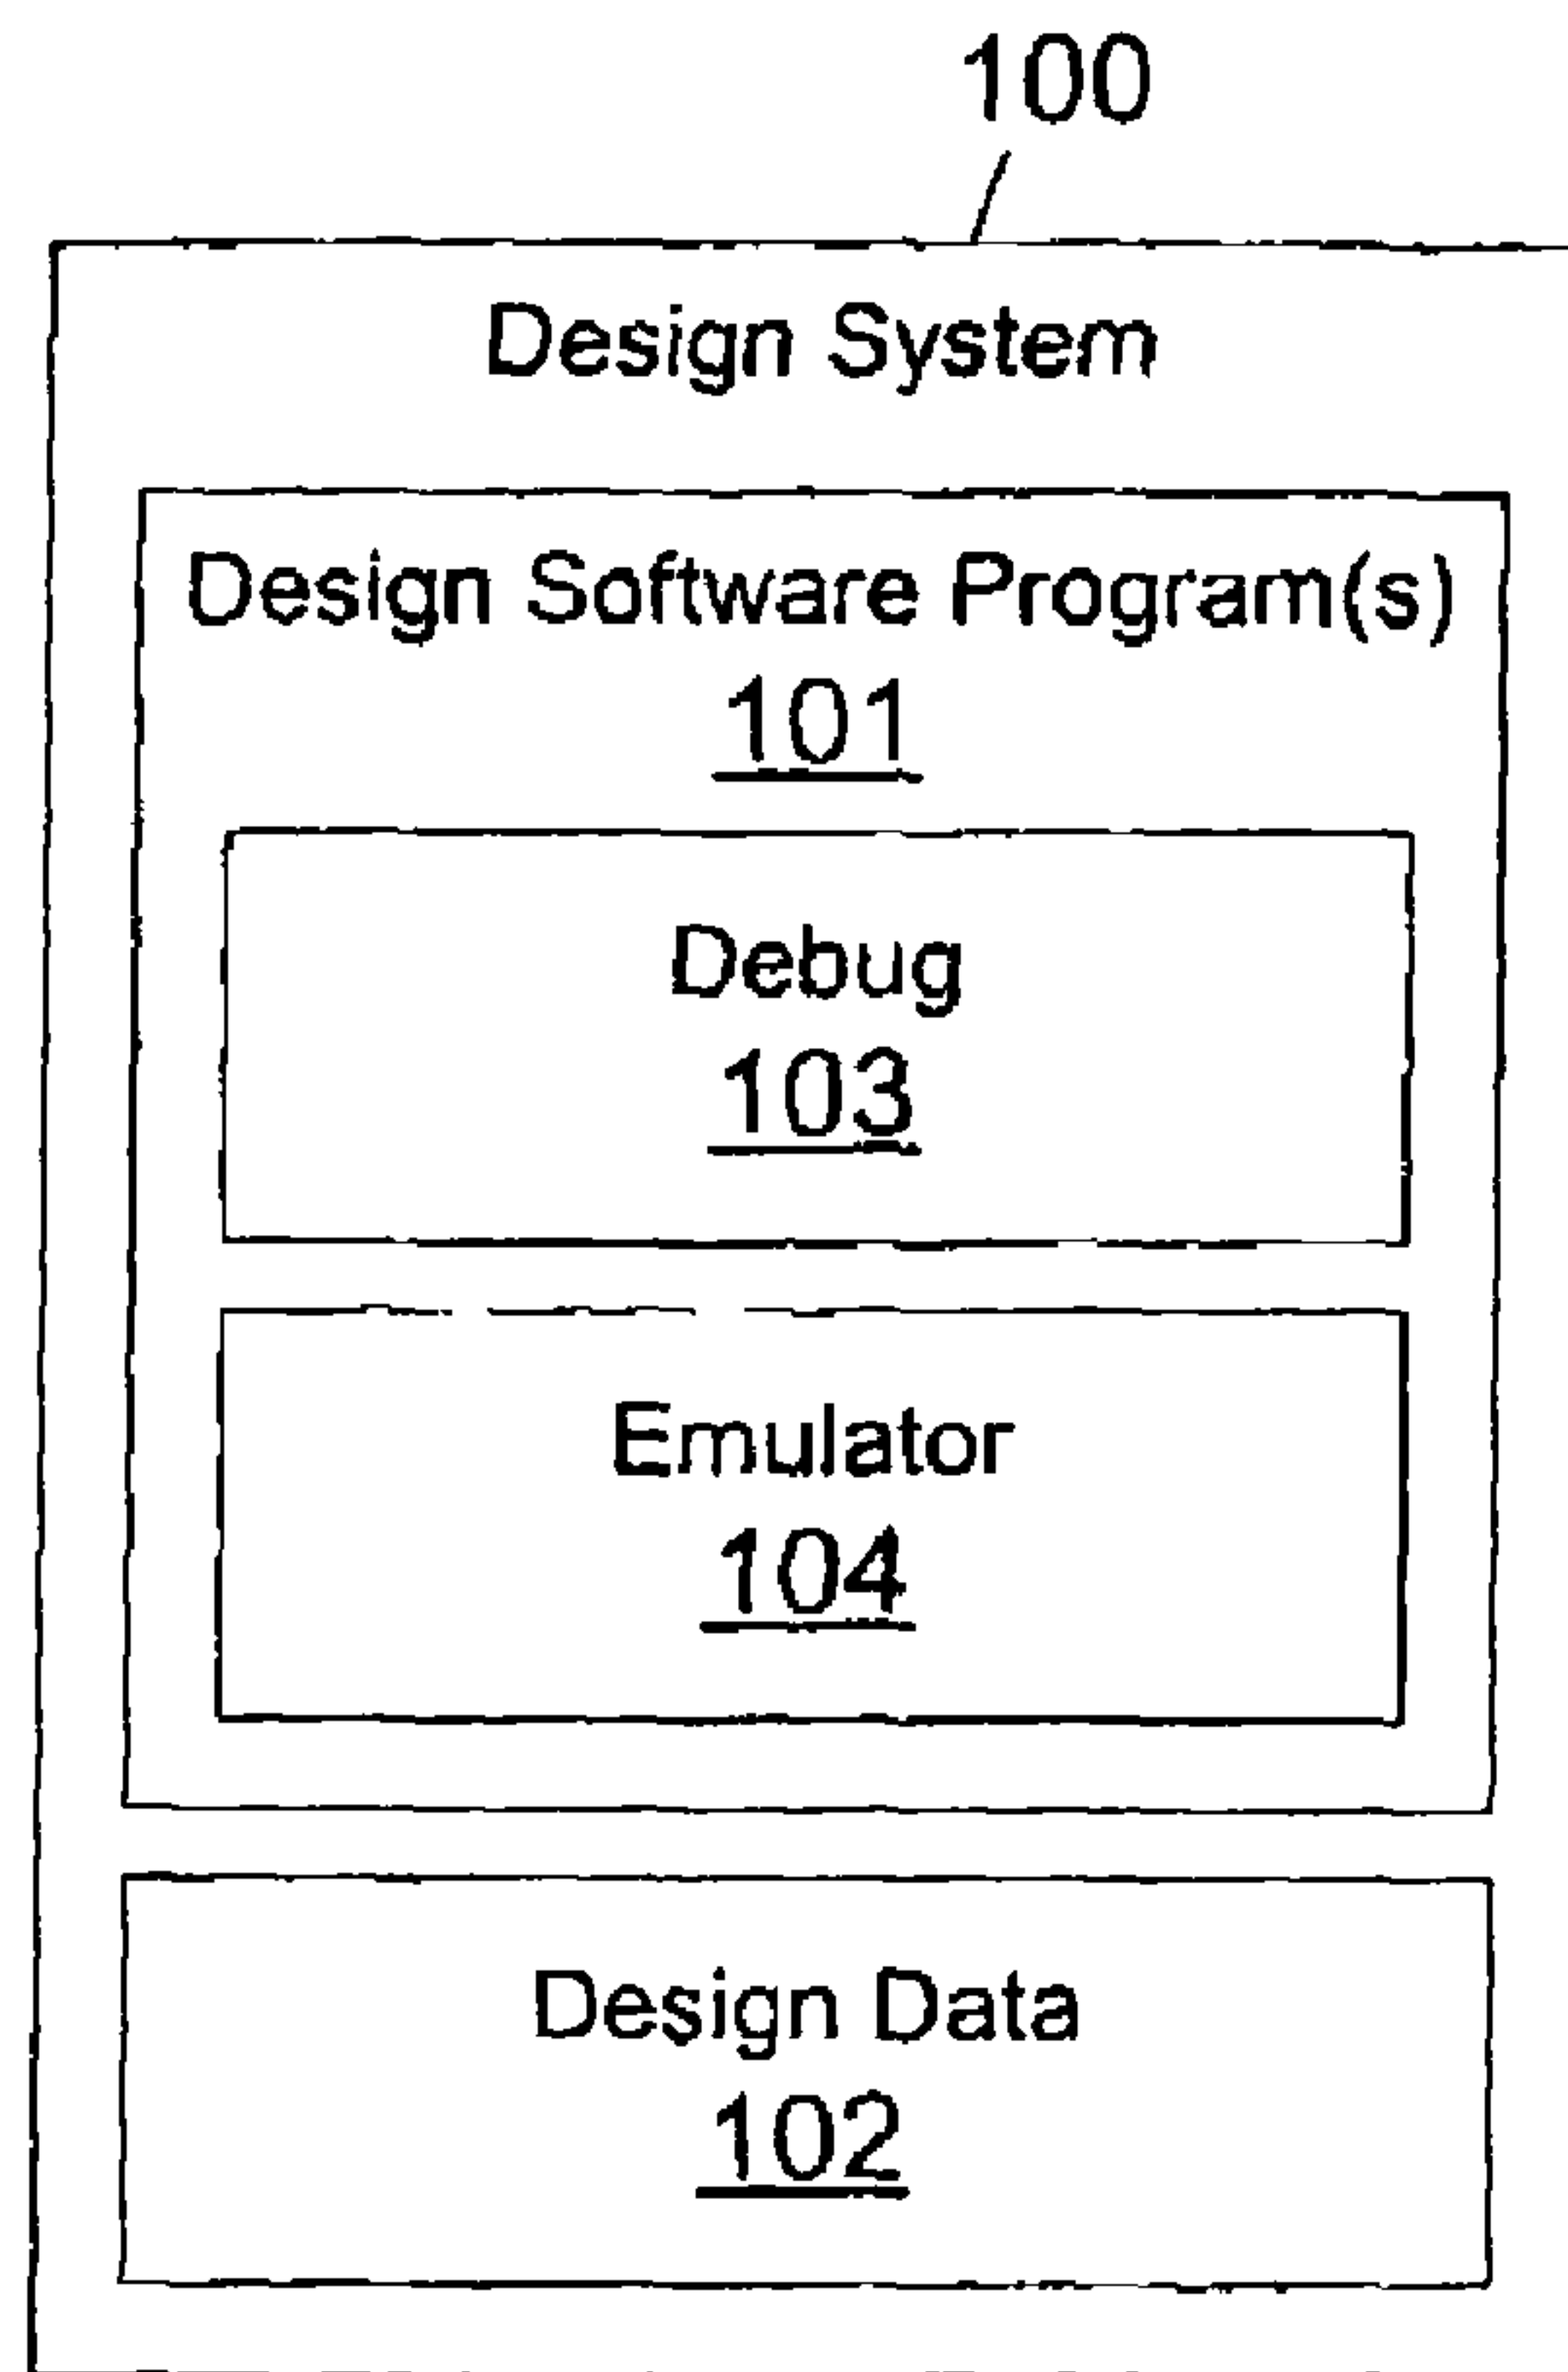 100
Design System
Design Software Program(s)
101
Debug
103
Emulator
104
Design Data
102